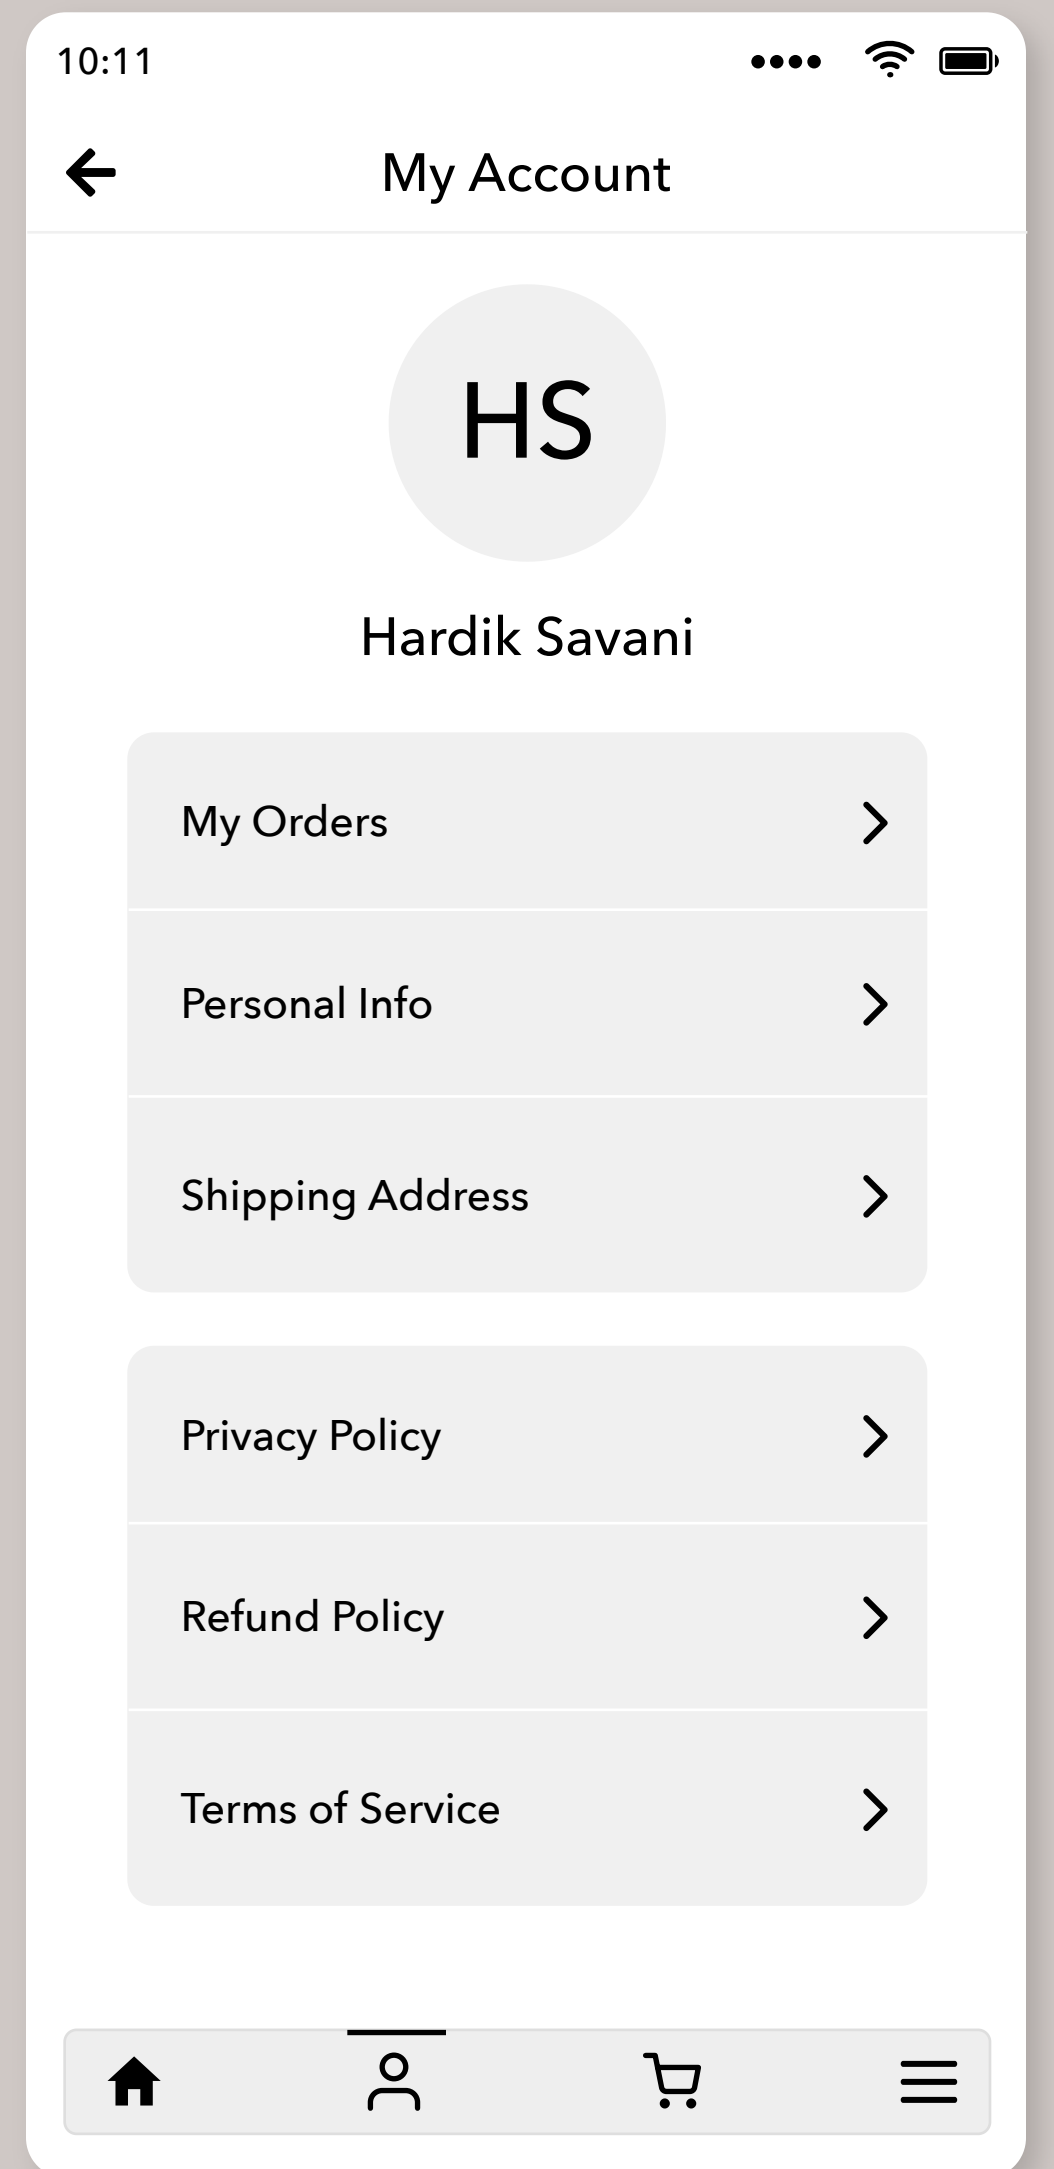 10:11
My Account
HS
Hardik Savani
My Orders
Personal Info
Shipping Address
Privacy Policy
Refund Policy
Terms of Service